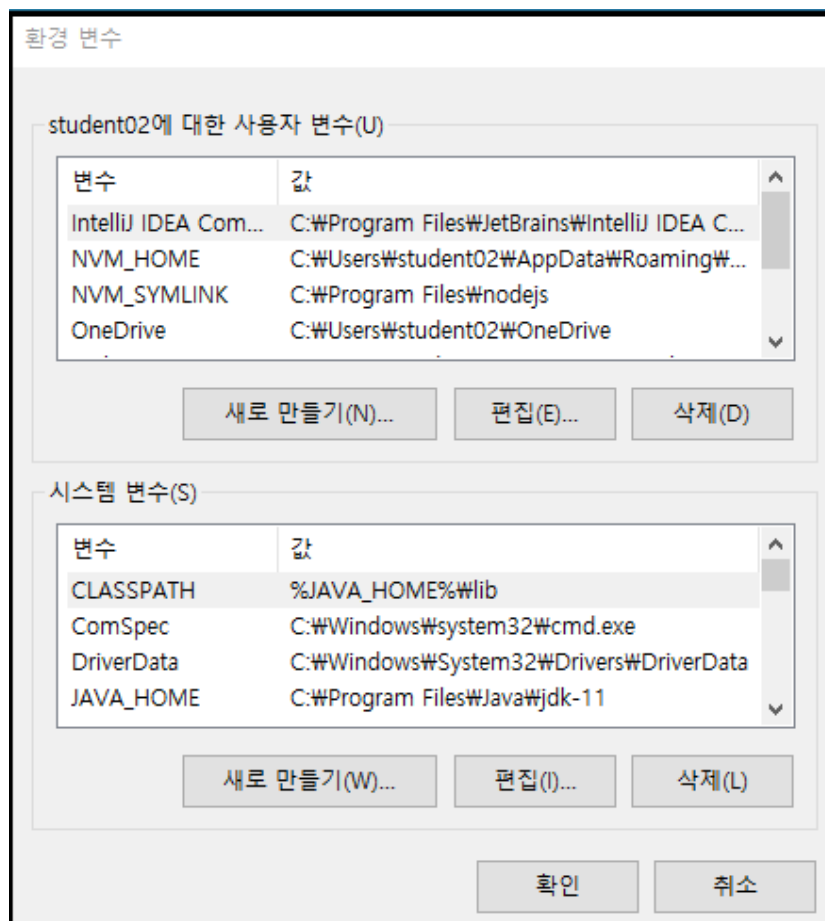 환경 변수
student02에 대한 사용자 변수(U)
변수 값
IntelliJ IDEA Com... C:₩Program Files₩JetBrains₩IntelliJ IDEA C...
NVM_HOME C:₩Users₩student02₩AppData₩Roaming₩...
NVM_SYMLINK C:₩Program Files₩nodejs
OneDrive C:₩Users₩student02₩OneDrive
새로 만들기(N)... 편집(E)... 삭제(D)
시스템 변수(S)
변수 값
CLASSPATH %JAVA_HOME%₩lib
ComSpec C:₩Windows₩system32₩cmd.exe
DriverData C:₩Windows₩System32₩Drivers₩DriverData
JAVA_HOME C:₩Program Files₩Java₩jdk-11
새로 만들기(W)... 편집(I)... 삭제(L)
확인 취소